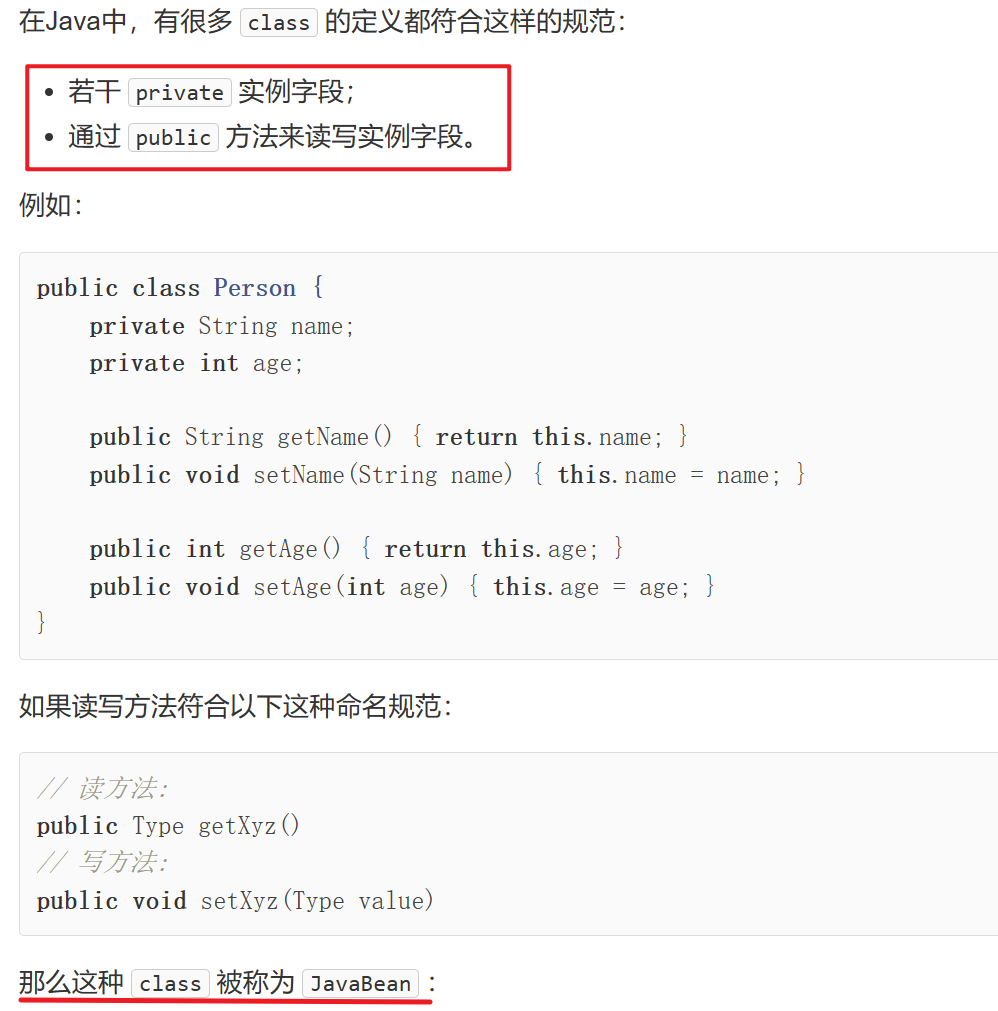 在Java中，有很多 class 的定义都符合这样的规范：
• 若干 private 实例字段；
• 通过 public 方法来读写实例字段。
例如：
public class Person {
    private String name;
    private int age;
    public String getName() { return this.name; }
    public void setName(String name) { this.name = name; }
    public int getAge() { return this.age; }
    public void setAge(int age) { this.age = age; }
}
如果读写方法符合以下这种命名规范：
// 读方法:
public Type getXyz()
// 写方法:
public void setXyz(Type value)
那么这种 class 被称为 JavaBean ：